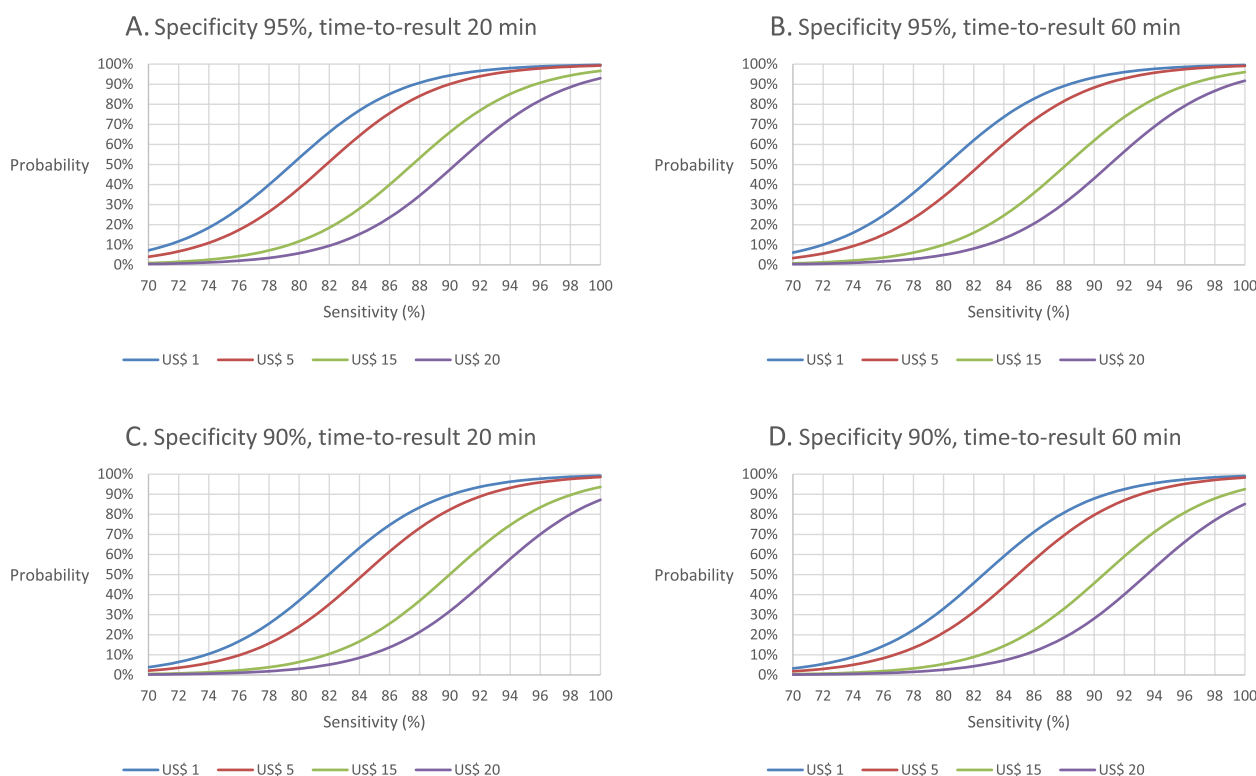 A. Specificity 95%, time-to-result 20 min
100%
90%
80%
70%
60%
50%
40%
30%
20%
10%
0%
Probability
70 72 74 76 78 80 82 84 86 88 90 92 94 96 98 100
Sensitivity (%)
US$ 1 US$ 5 US$ 15 US$ 20
B. Specificity 95%, time-to-result 60 min
100%
90%
80%
70%
60%
50%
40%
30%
20%
10%
0%
Probability
70 72 74 76 78 80 82 84 86 88 90 92 94 96 98 100
Sensitivity (%)
US$ 1 US$ 5 US$ 15 US$ 20
C. Specificity 90%, time-to-result 20 min
100%
90%
80%
70%
60%
50%
40%
30%
20%
10%
0%
Probability
70 72 74 76 78 80 82 84 86 88 90 92 94 96 98 100
Sensitivity (%)
US$ 1 US$ 5 US$ 15 US$ 20
D. Specificity 90%, time-to-result 60 min
100%
90%
80%
70%
60%
50%
40%
30%
20%
10%
0%
Probability
70 72 74 76 78 80 82 84 86 88 90 92 94 96 98 100
Sensitivity (%)
US$ 1 US$ 5 US$ 15 US$ 20